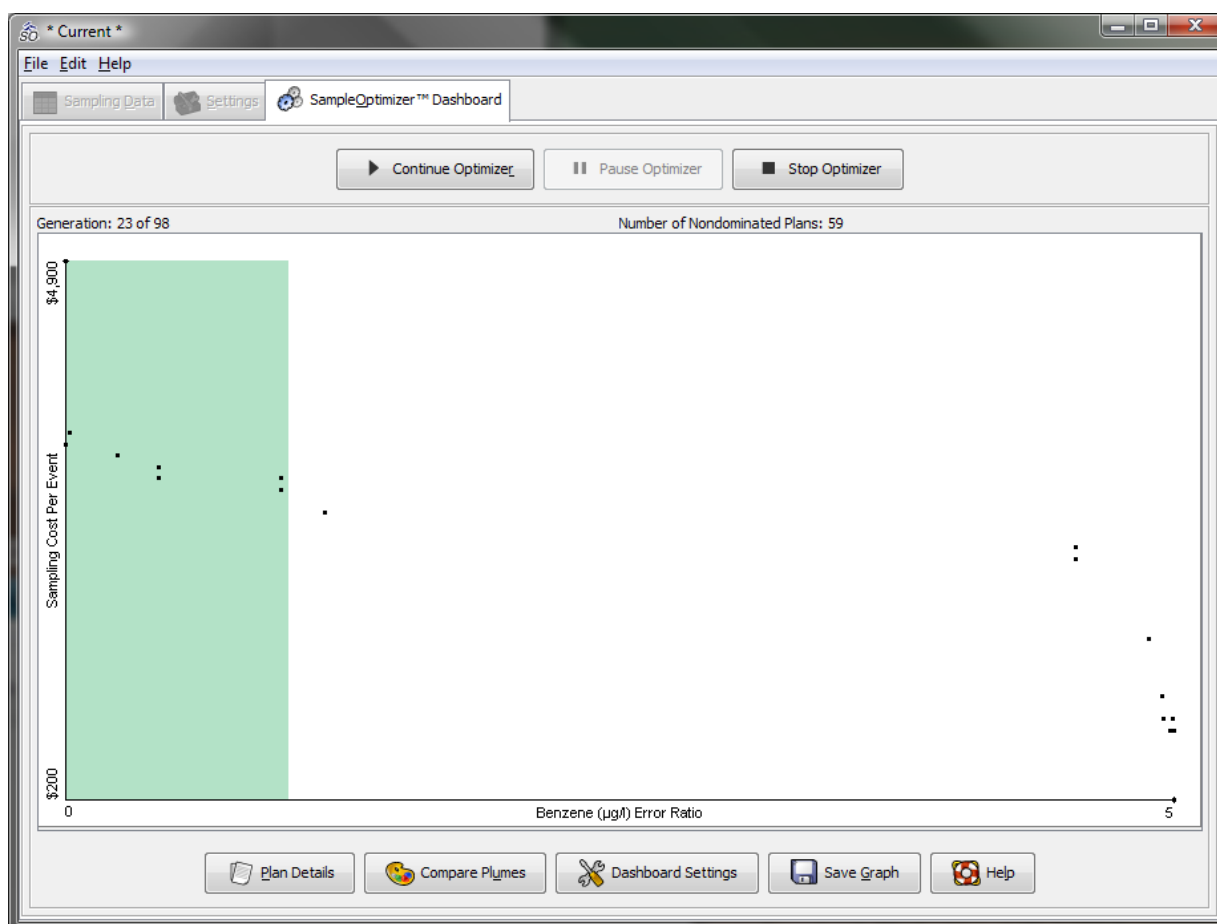 SO * Current *
File Edit Help
Sampling Data Settings SampleOptimizer™ Dashboard
Continue Optimizer Pause Optimizer Stop Optimizer
Generation: 23 of 98 Number of Nondominated Plans: 59
$4,900
Sampling Cost Per Event
$200
0 Benzene (µg/l) Error Ratio 5
Plan Details Compare Plumes Dashboard Settings Save Graph Help